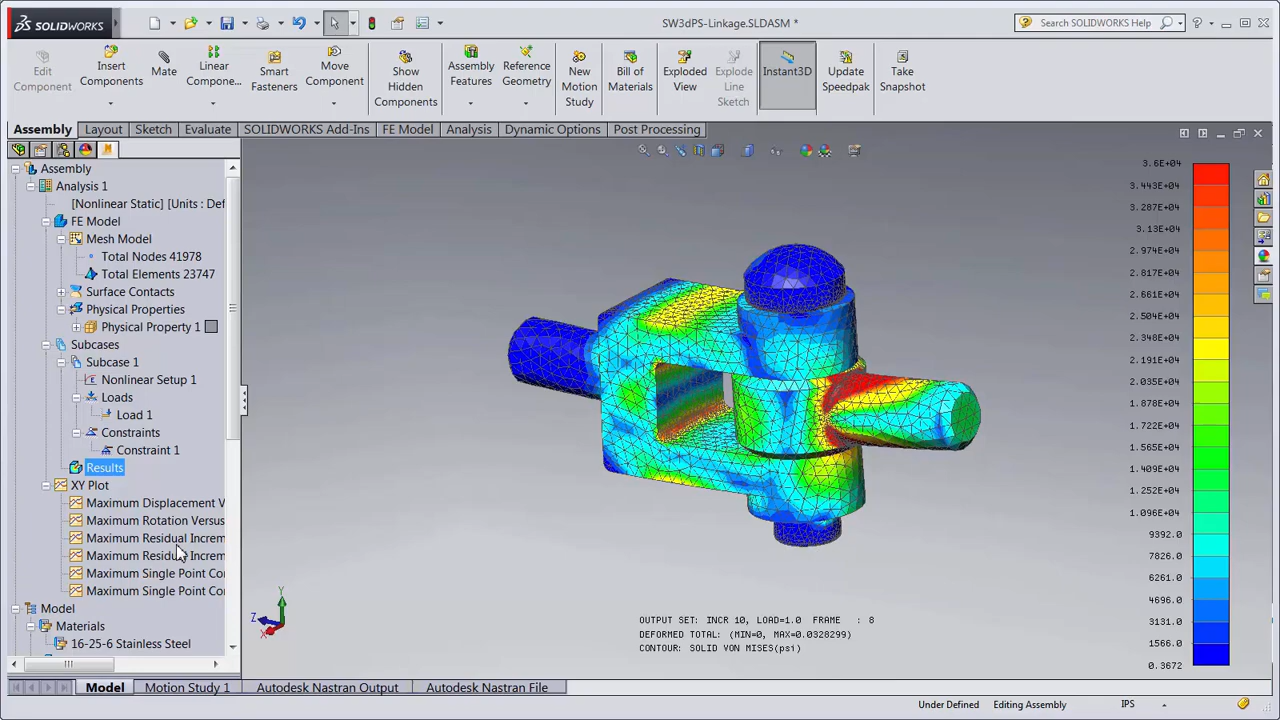 SOLIDWORKS
SW3dPS-Linkage.SLDASM *
Search SOLIDWORKS Help
Edit
Component
Insert
Components
Mate
Linear
Compone...
Smart
Fasteners
Move
Component
Show
Hidden
Components
Assembly
Features
Reference
Geometry
New
Motion
Study
Bill of
Materials
Exploded
View
Explode
Line
Sketch
Instant3D
Update
Speedpak
Take
Snapshot
Assembly
Layout
Sketch
Evaluate
SOLIDWORKS Add-Ins
FE Model
Analysis
Dynamic Options
Post Processing
Assembly
Analysis 1
[Nonlinear Static] [Units : Def
FE Model
Mesh Model
Total Nodes 41978
Total Elements 23747
Surface Contacts
Physical Properties
Physical Property 1
Subcases
Subcase 1
Nonlinear Setup 1
Loads
Load 1
Constraints
Constraint 1
Results
XY Plot
Maximum Displacement V
Maximum Rotation Versus
Maximum Residual Increm
Maximum Residual Increm
Maximum Single Point Co
Maximum Single Point Co
Model
Materials
16-25-6 Stainless Steel
3.6E+04
3.443E+04
3.287E+04
3.13E+04
2.974E+04
2.817E+04
2.661E+04
2.504E+04
2.348E+04
2.191E+04
2.035E+04
1.878E+04
1.722E+04
1.565E+04
1.409E+04
1.252E+04
1.096E+04
9392.0
7826.0
6261.0
4696.0
3131.0
1566.0
0.3672
Y
Z
X
OUTPUT SET: INCR 10, LOAD=1.0 FRAME : 8
DEFORMED TOTAL: (MIN=0, MAX=0.0328299)
CONTOUR: SOLID VON MISES(psi)
Model
Motion Study 1
Autodesk Nastran Output
Autodesk Nastran File
Under Defined
Editing Assembly
IPS